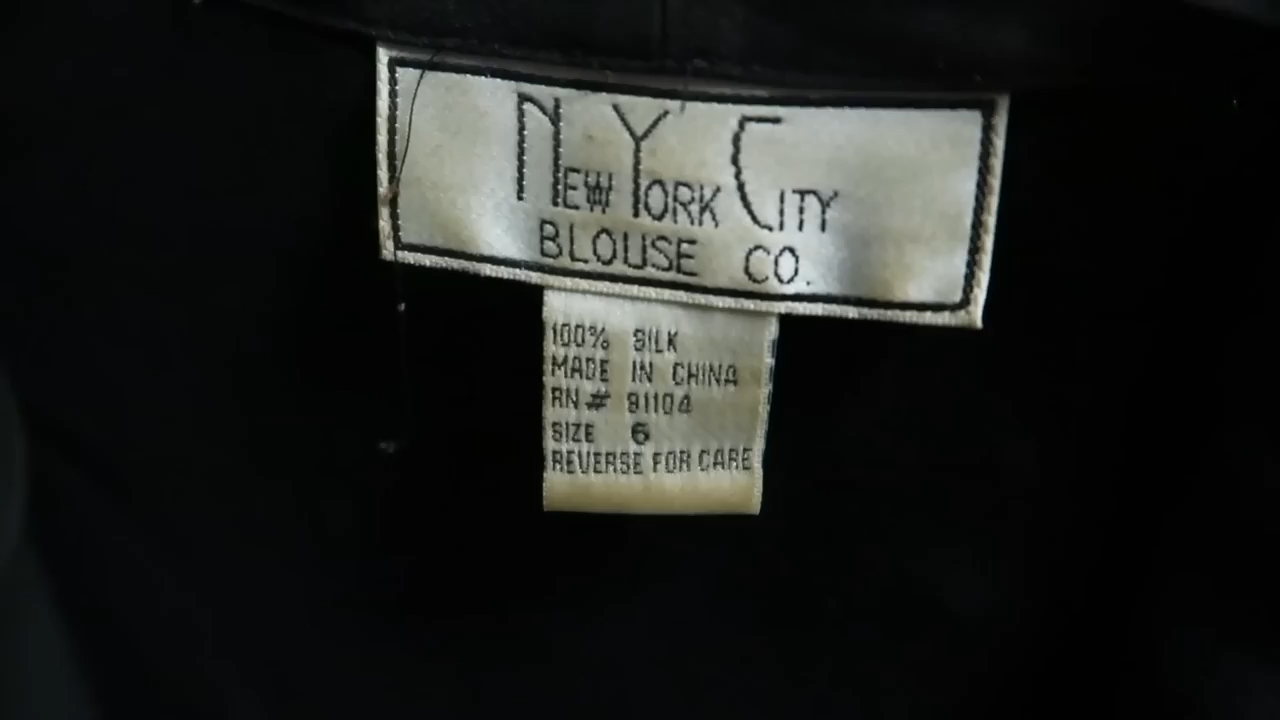 NEW YORK CITY
BLOUSE CO.
100% SILK
MADE IN CHINA
RN # 91104
SIZE 6
REVERSE FOR CARE